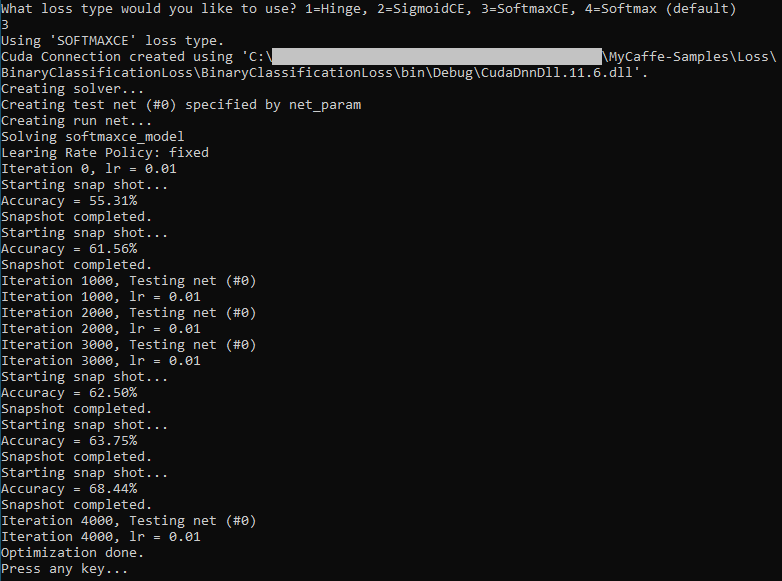 What loss type would you like to use? 1=Hinge, 2=SigmoidCE, 3=SoftmaxCE, 4=Softmax (default)
3
Using 'SOFTMAXCE' loss type.
Cuda Connection created using 'C:\ \MyCaffe-Samples\Loss\
BinaryClassificationLoss\BinaryClassificationLoss\bin\Debug\CudaDnnDll.11.6.dll'.
Creating solver...
Creating test net (#0) specified by net_param
Creating run net...
Solving softmaxce_model
Learing Rate Policy: fixed
Iteration 0, lr = 0.01
Starting snap shot...
Accuracy = 55.31%
Snapshot completed.
Starting snap shot...
Accuracy = 61.56%
Snapshot completed.
Iteration 1000, Testing net (#0)
Iteration 1000, lr = 0.01
Iteration 2000, Testing net (#0)
Iteration 2000, lr = 0.01
Iteration 3000, Testing net (#0)
Iteration 3000, lr = 0.01
Starting snap shot...
Accuracy = 62.50%
Snapshot completed.
Starting snap shot...
Accuracy = 63.75%
Snapshot completed.
Starting snap shot...
Accuracy = 68.44%
Snapshot completed.
Iteration 4000, Testing net (#0)
Iteration 4000, lr = 0.01
Optimization done.
Press any key...